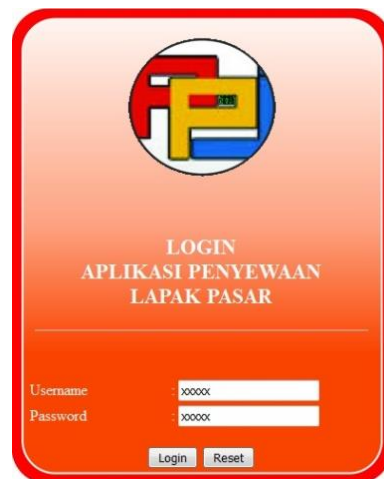 LOGIN
APLIKASI PENYEWAAN
LAPAK PASAR
Username : xxxxx
Password : xxxxx
Login Reset